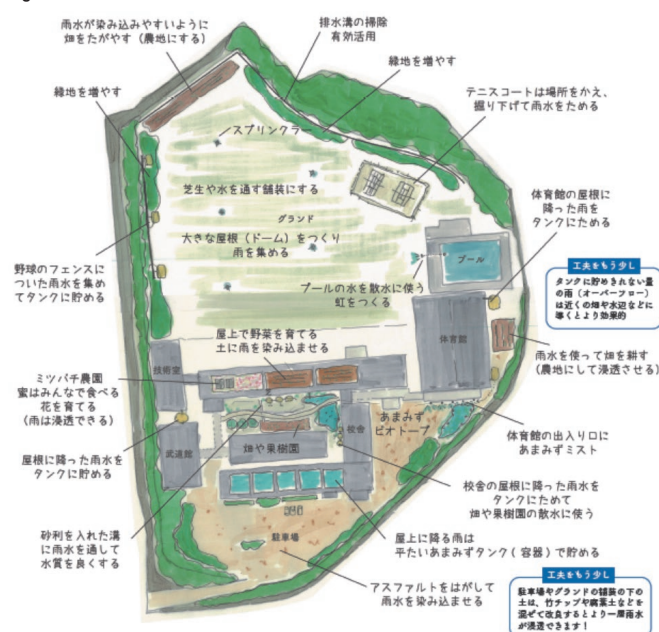 雨水が染み込みやすいように
畑をたがやす（農地にする）
排水溝の掃除
有効活用
緑地を増やす
緑地を増やす
テニスコートは場所をかえ、
掘り下げて雨水をためる
スプリンクラー
芝生や水を通す舗装にする
グランド
大きな屋根（ドーム）をつくり
雨を集める
体育館の屋根に
降った雨を
タンクにためる
プール
野球のフェンスに
ついた雨水を集め
てタンクに貯める
プールの水を散水に使う
虹をつくる
工夫をもう少し
タンクに貯めきれない量
の雨（オーバーフロー）
は近くの畑や水辺などに
導くとより効果的
屋上で野菜を育てる
土に雨を染み込ませる
体育館
雨水を使って畑を耕す
（農地にして浸透させる）
技術室
ミツバチ農園
蜜はみんなで食べる
花を育てる
（雨は浸透できる）
あまみず
ビオトープ
校舎
体育館の出入り口に
あまみずミスト
畑や果樹園
武道館
屋根に降った雨水を
タンクに貯める
校舎の屋根に降った雨水を
タンクにためて
畑や果樹園の散水に使う
砂利を入れた溝
に雨水を通して
水質を良くする
駐車場
屋上に降る雨は
平たいあまみずタンク（容器）で貯める
アスファルトをはがして
雨水を染み込ませる
工夫をもう少し
駐車場やグランドの舗装の下の
土は、竹チップや腐葉土などを
混ぜて改良するとより一層雨水
が浸透できます！